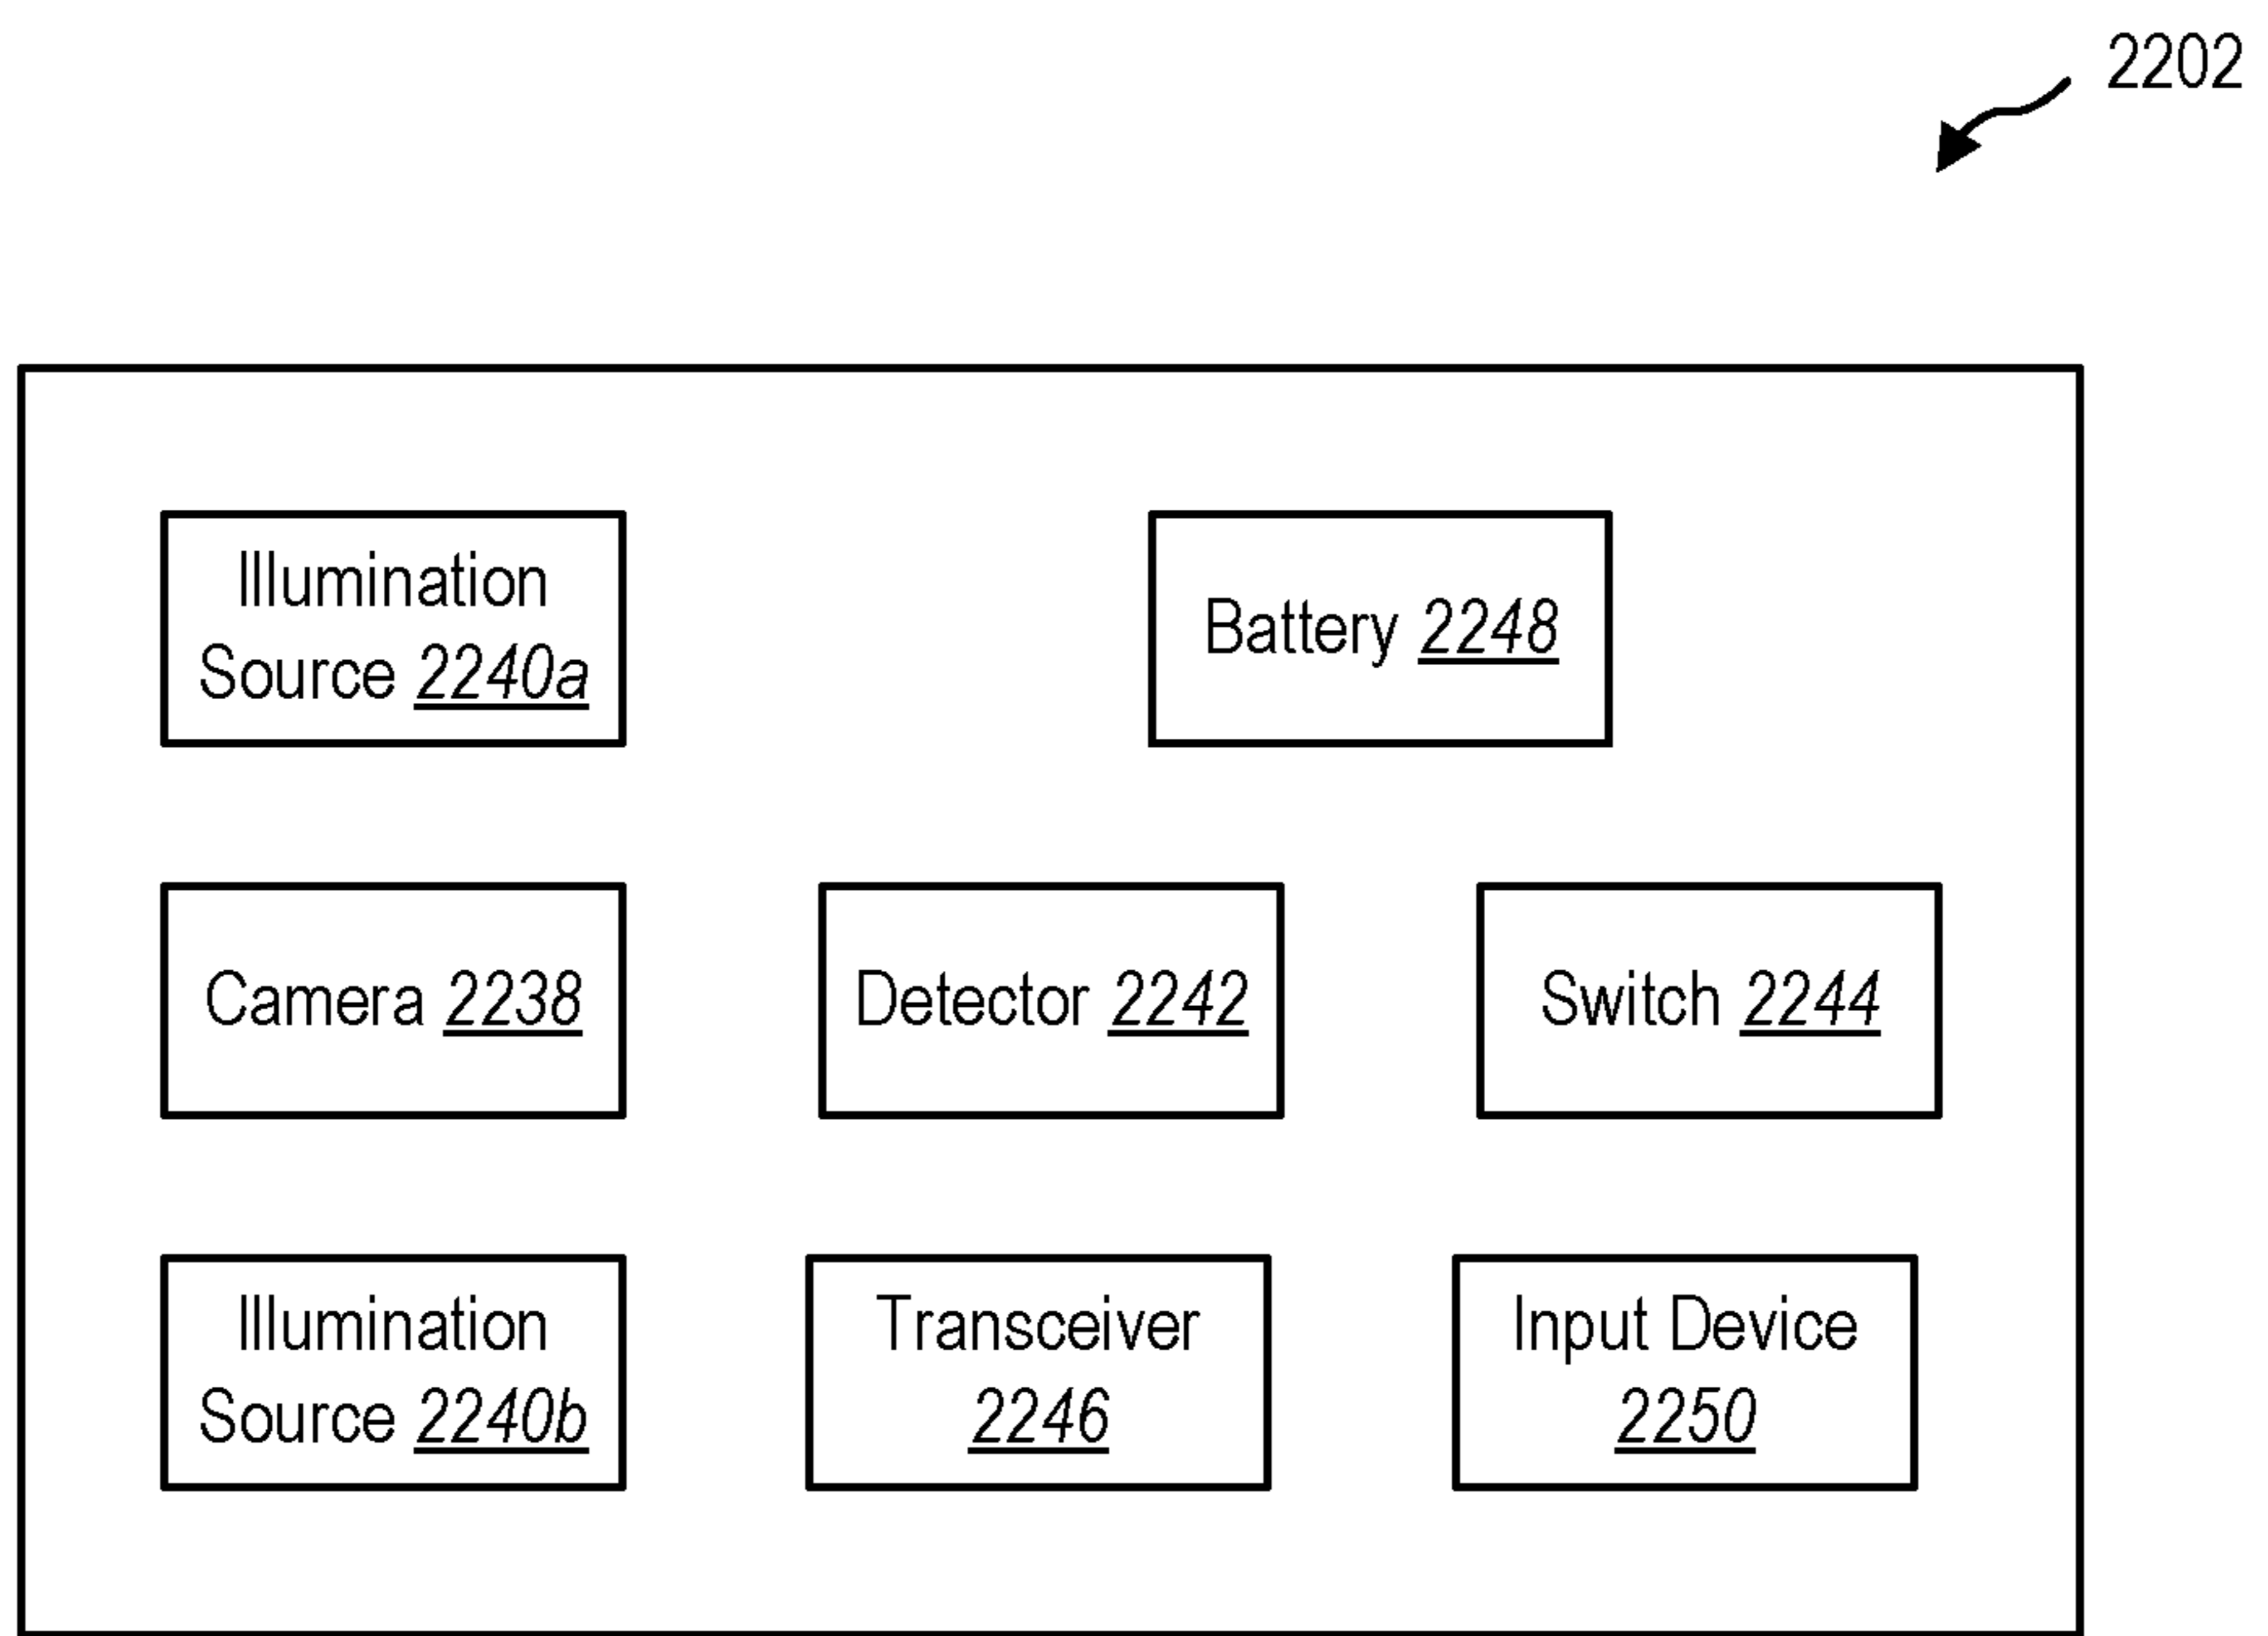 2202
Illumination
Source 2240a
Battery 2248
Camera 2238
Detector 2242
Switch 2244
Illumination
Source 2240b
Transceiver
2246
Input Device
2250